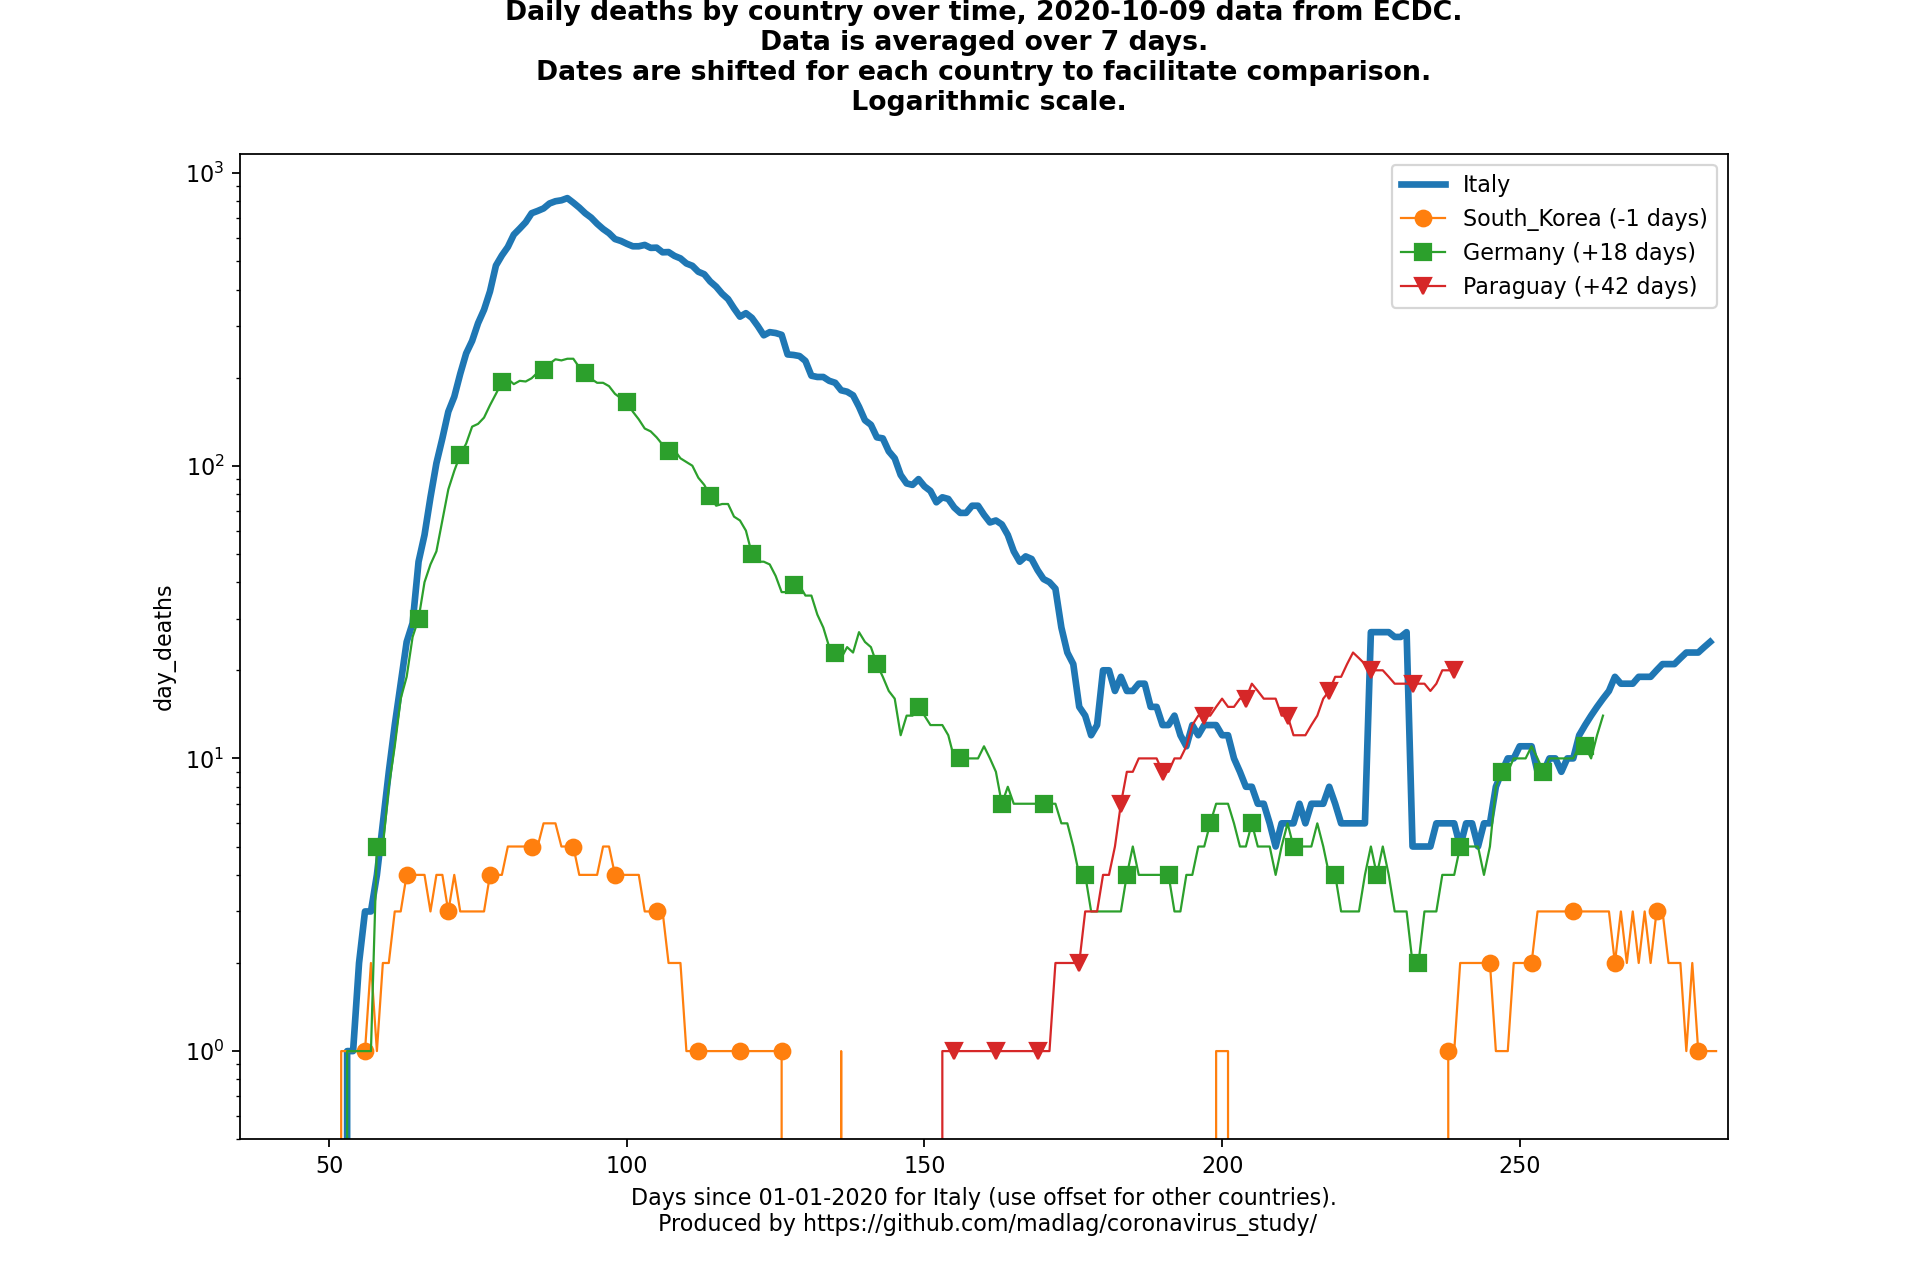 Daily deaths by country over time, 2020-10-09 data from ECDC.
Data is averaged over 7 days.
Dates are shifted for each country to facilitate comparison.
Logarithmic scale.
10³
10²
10¹
10⁰
day_deaths
Italy
South_Korea (-1 days)
Germany (+18 days)
Paraguay (+42 days)
50 100 150 200 250
Days since 01-01-2020 for Italy (use offset for other countries).
Produced by https://github.com/madlag/coronavirus_study/